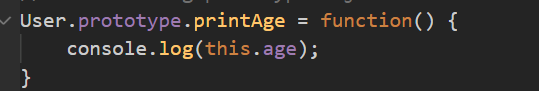 User.prototype.printAge = function() {
    console.log(this.age);
}